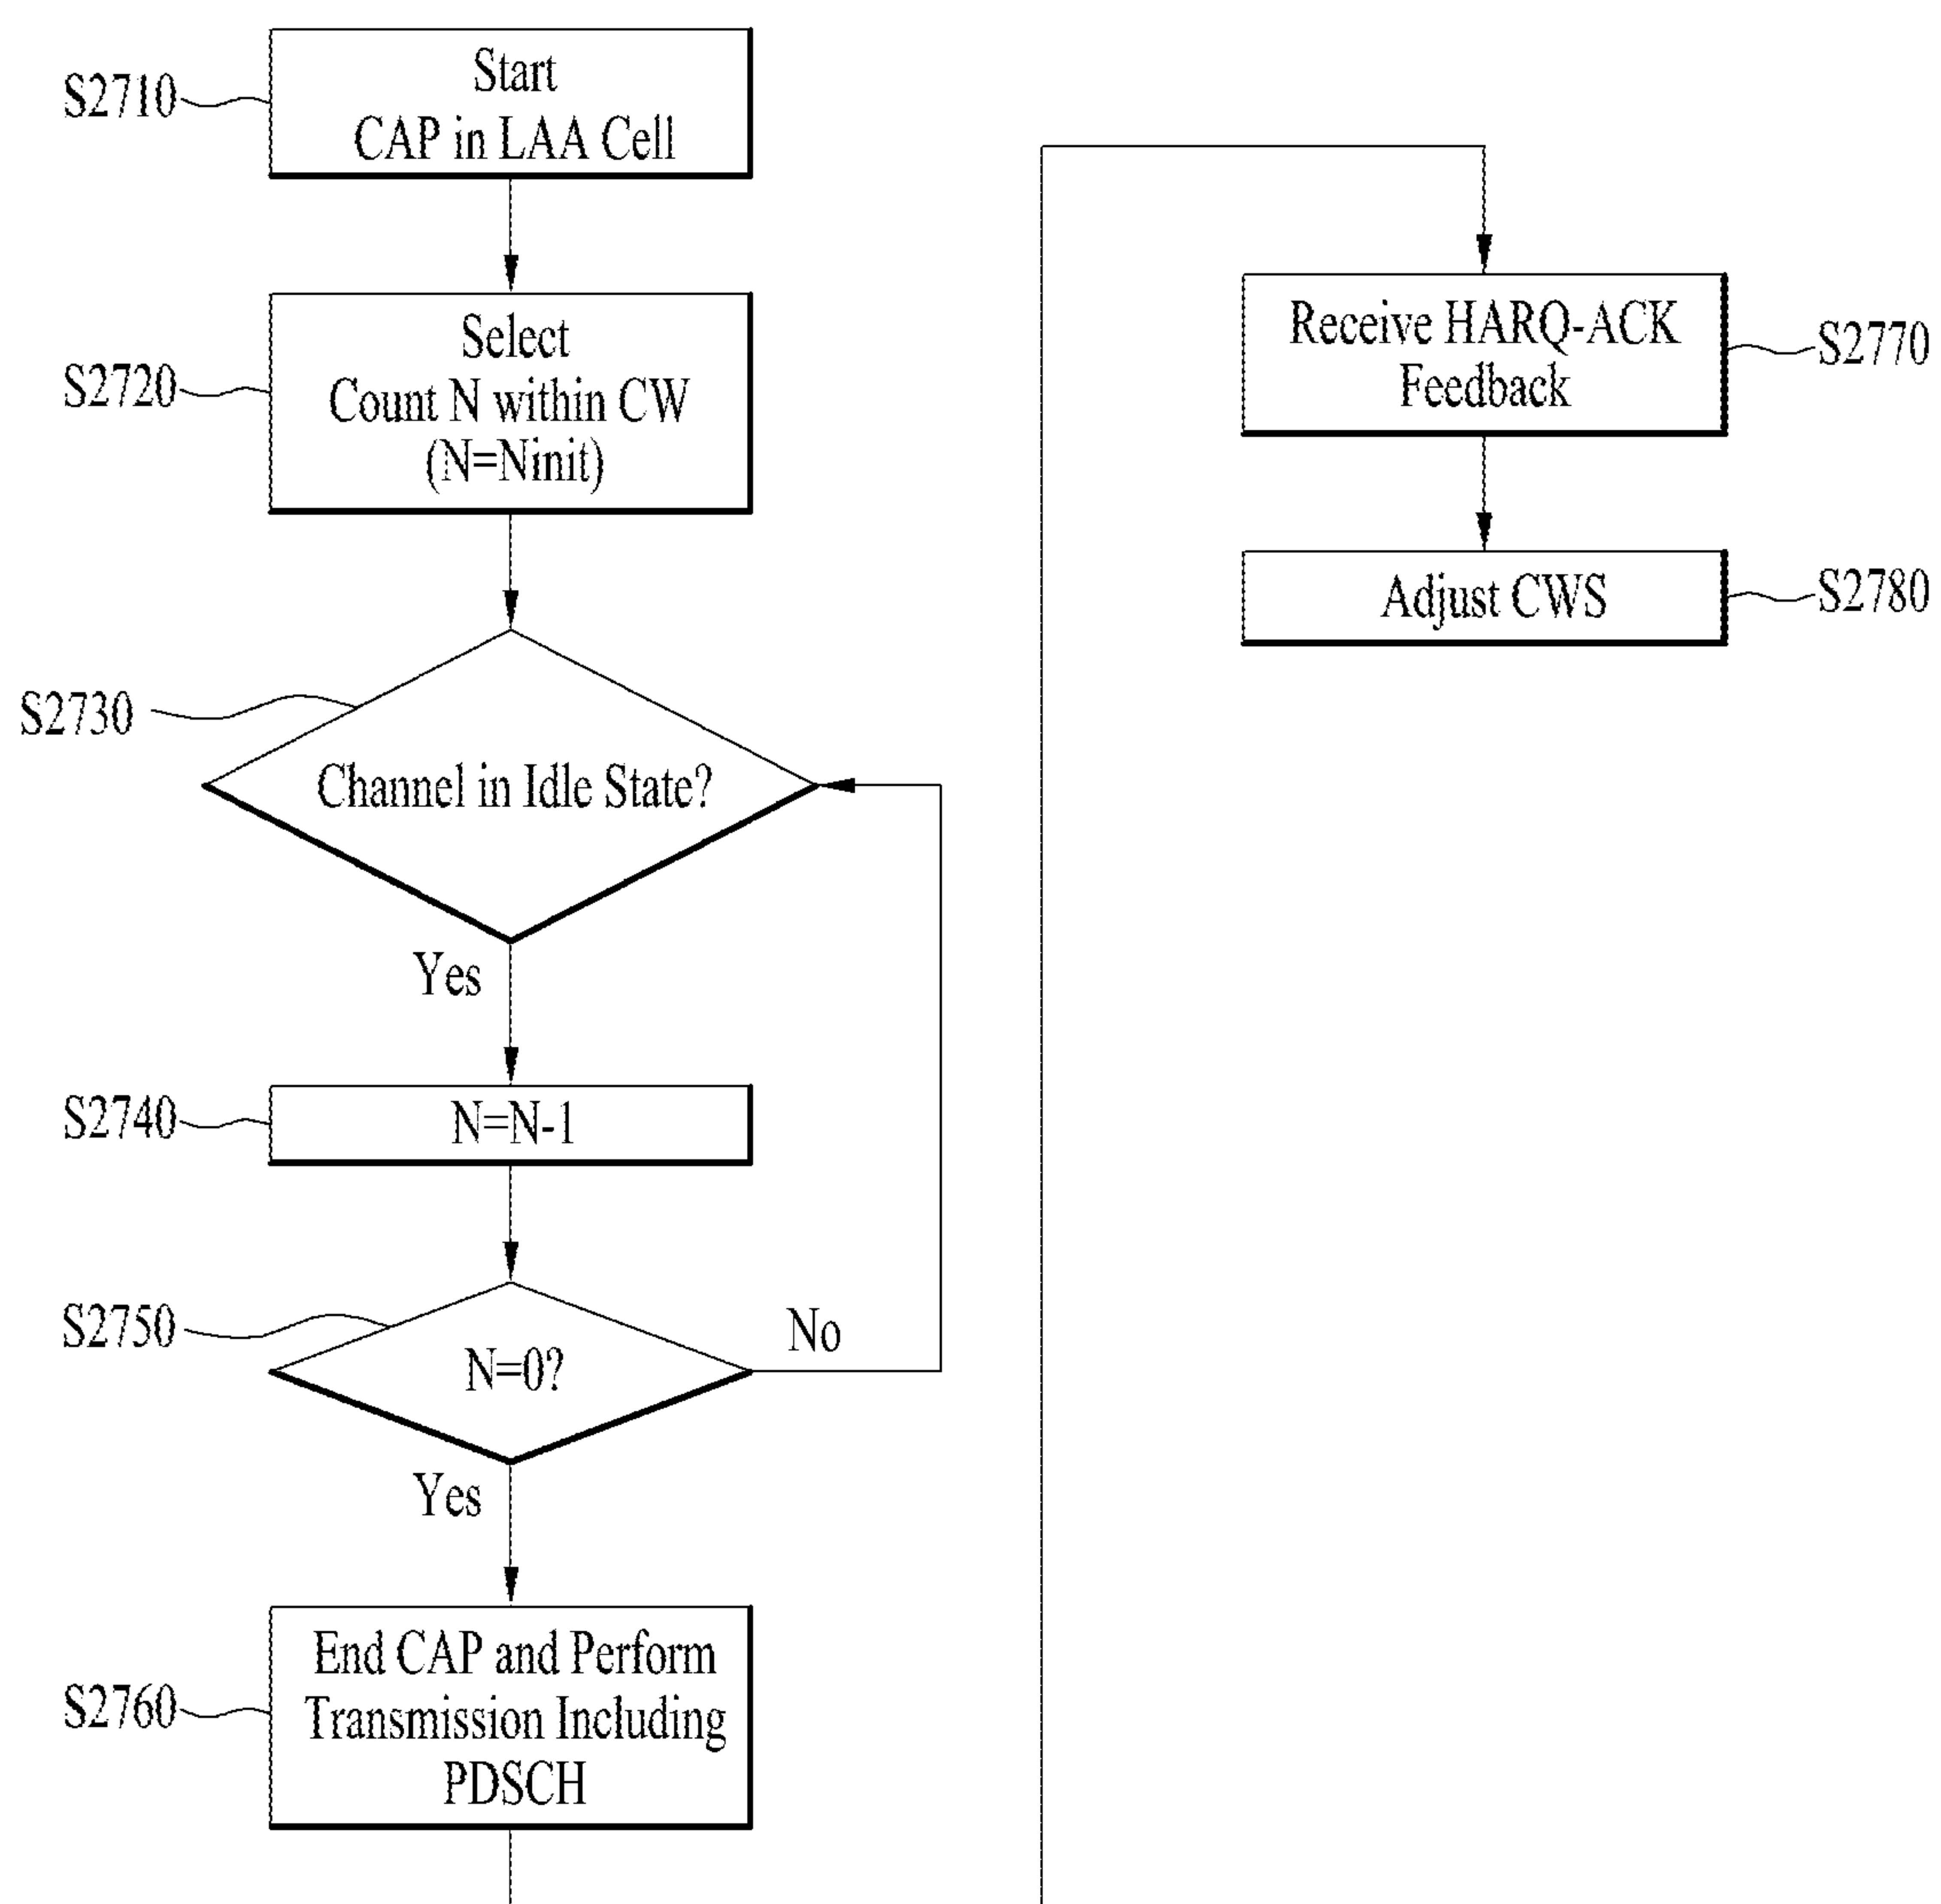 S2710
Start
CAP in LAA Cell
S2720
Select
Count N within CW
(N=Ninit)
S2730
Channel in Idle State?
Yes
S2740
N=N-1
S2750
N=0?
No
Yes
S2760
End CAP and Perform
Transmission Including
PDSCH
Receive HARQ-ACK
Feedback
S2770
Adjust CWS
S2780